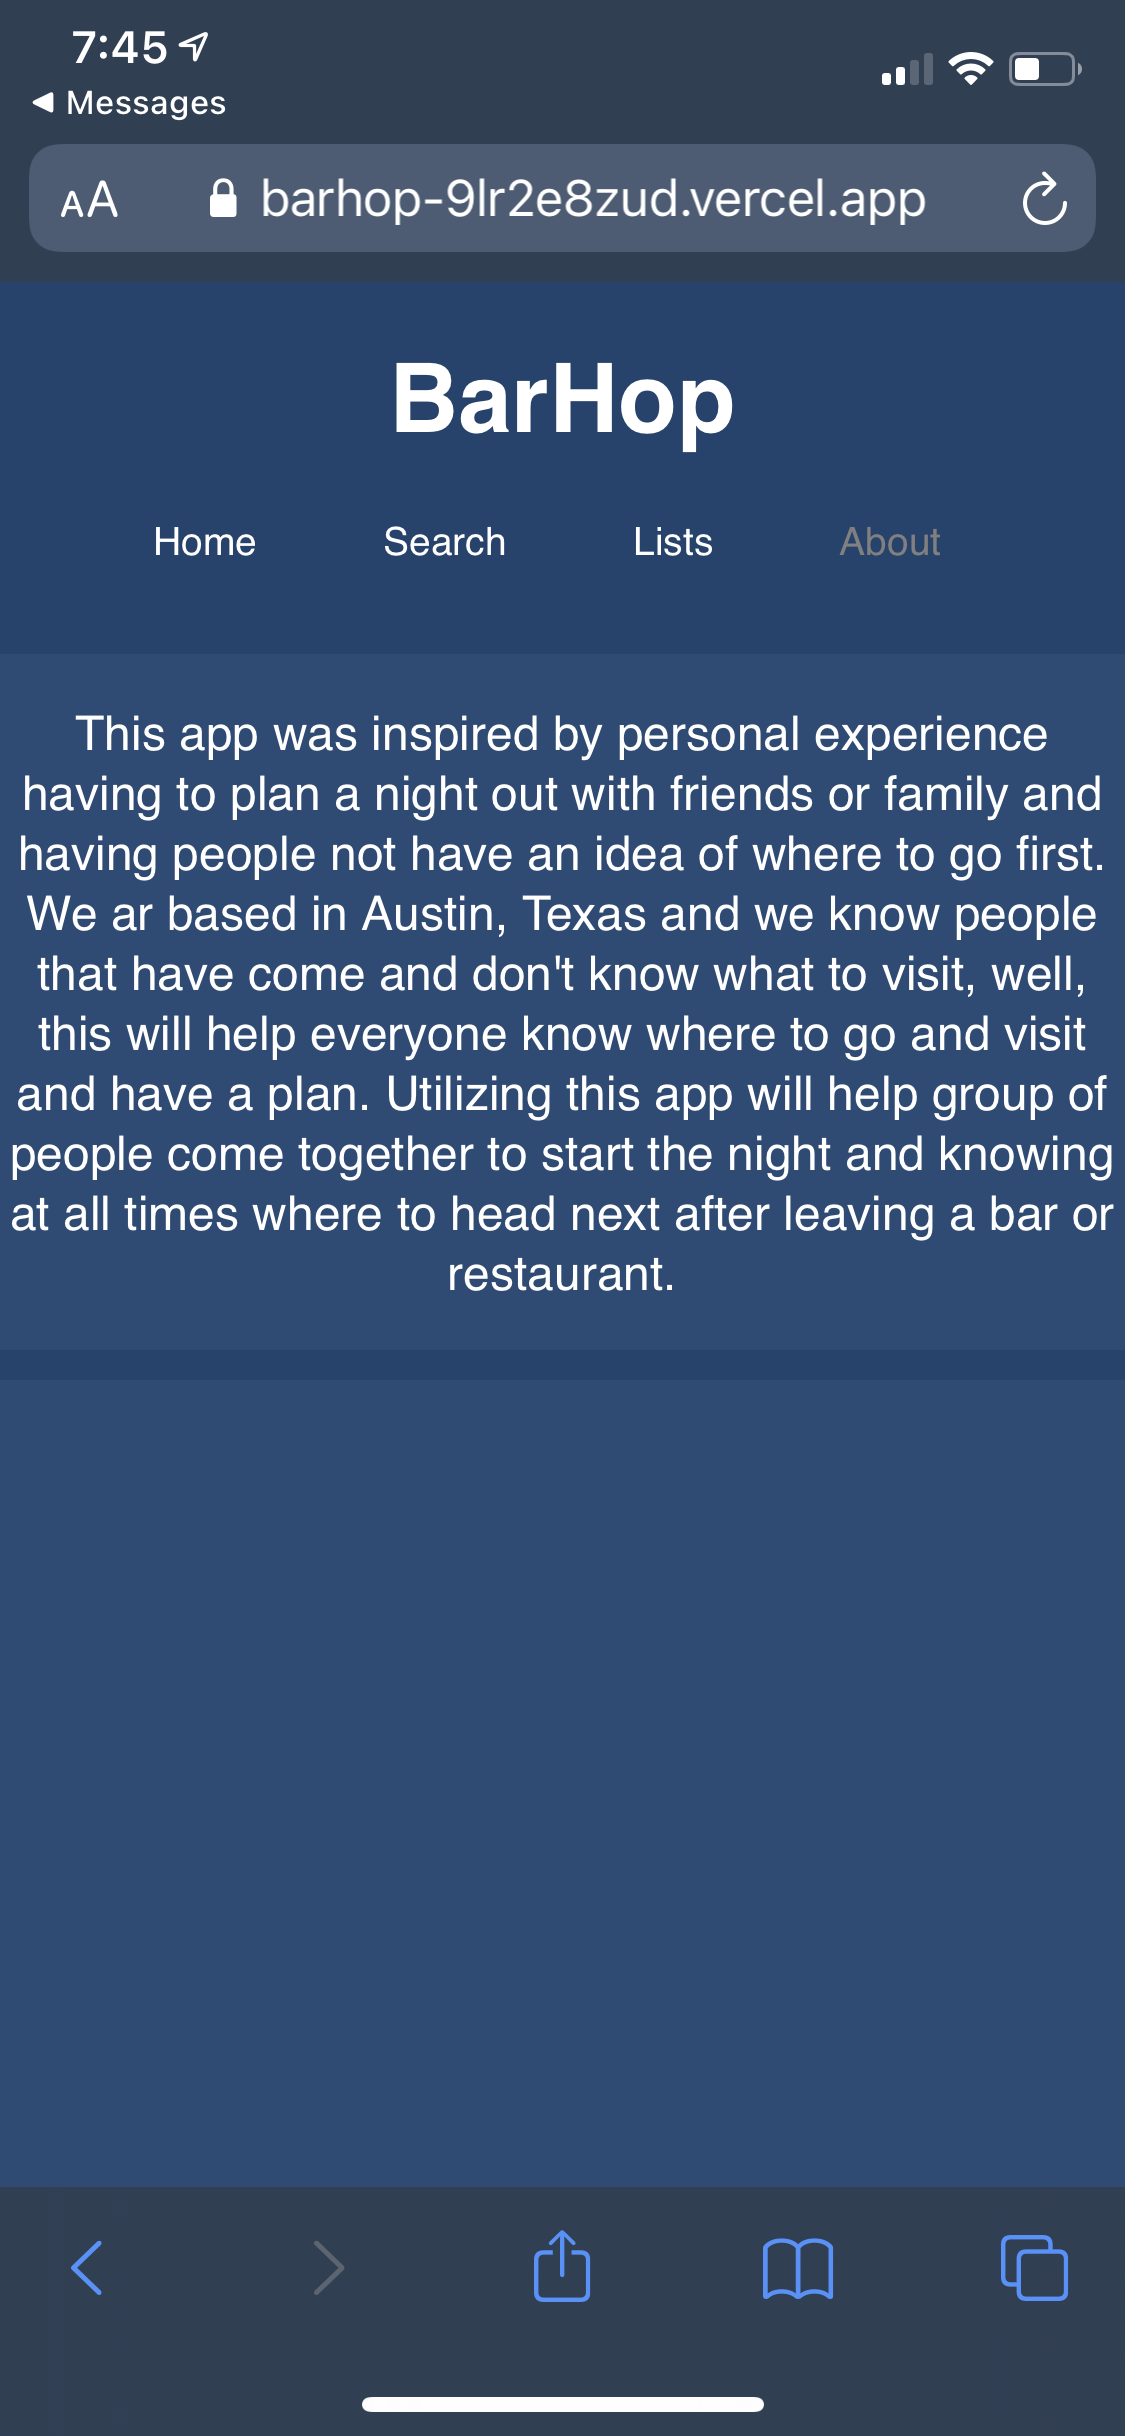 7:45
Messages
AA barhop-9lr2e8zud.vercel.app
BarHop
Home Search Lists About
This app was inspired by personal experience
having to plan a night out with friends or family and
having people not have an idea of where to go first.
We ar based in Austin, Texas and we know people
that have come and don't know what to visit, well,
this will help everyone know where to go and visit
and have a plan. Utilizing this app will help group of
people come together to start the night and knowing
at all times where to head next after leaving a bar or
restaurant.